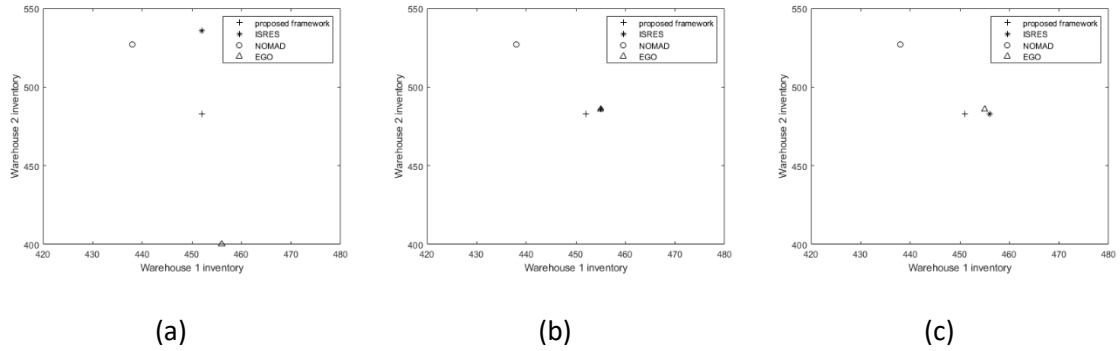 550
500
450
400
Warehouse 2 inventory
420 430 440 450 460 470 480
Warehouse 1 inventory
proposed framework
ISRES
NOMAD
EGO
(a)
550
500
450
400
Warehouse 2 inventory
420 430 440 450 460 470 480
Warehouse 1 inventory
proposed framework
ISRES
NOMAD
EGO
(b)
550
500
450
400
Warehouse 2 inventory
420 430 440 450 460 470 480
Warehouse 1 inventory
proposed framework
ISRES
NOMAD
EGO
(c)